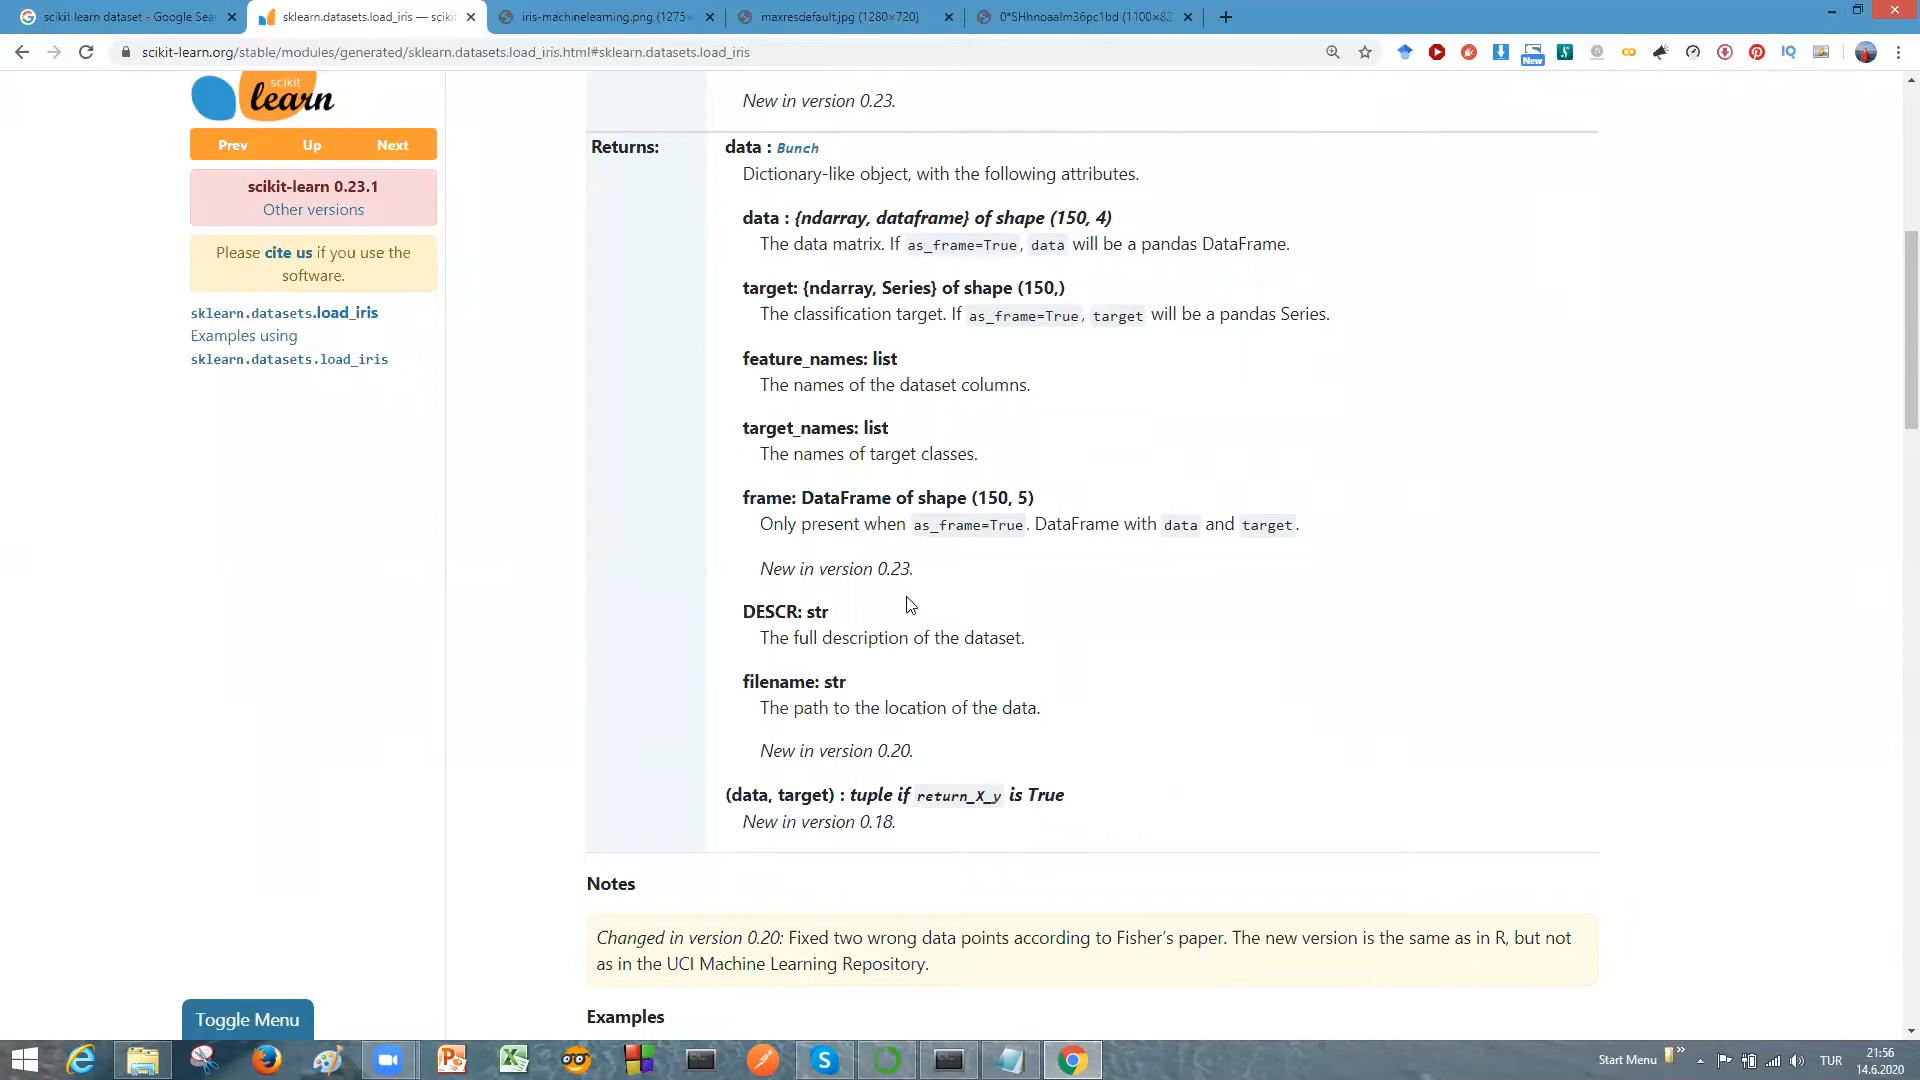 scikit learn dataset - Google Sea
sklearn.datasets.load_iris — scikit
iris-machinelearning.png (1275×
maxresdefault.jpg (1280×720)
0*SHhnoaalm36pc1bd (1100×82
scikit-learn.org/stable/modules/generated/sklearn.datasets.load_iris.html#sklearn.datasets.load_iris
New
IQ
scikit
learn
Prev Up Next
scikit-learn 0.23.1
Other versions
Please cite us if you use the
software.
sklearn.datasets.load_iris
Examples using
sklearn.datasets.load_iris
Toggle Menu
New in version 0.23.
Returns:
data : Bunch
Dictionary-like object, with the following attributes.
data : {ndarray, dataframe} of shape (150, 4)
The data matrix. If as_frame=True, data will be a pandas DataFrame.
target: {ndarray, Series} of shape (150,)
The classification target. If as_frame=True, target will be a pandas Series.
feature_names: list
The names of the dataset columns.
target_names: list
The names of target classes.
frame: DataFrame of shape (150, 5)
Only present when as_frame=True. DataFrame with data and target.
New in version 0.23.
DESCR: str
The full description of the dataset.
filename: str
The path to the location of the data.
New in version 0.20.
(data, target) : tuple if return_X_y is True
New in version 0.18.
Notes
Changed in version 0.20: Fixed two wrong data points according to Fisher's paper. The new version is the same as in R, but not
as in the UCI Machine Learning Repository.
Examples
Start Menu
TUR
21:56
14.6.2020